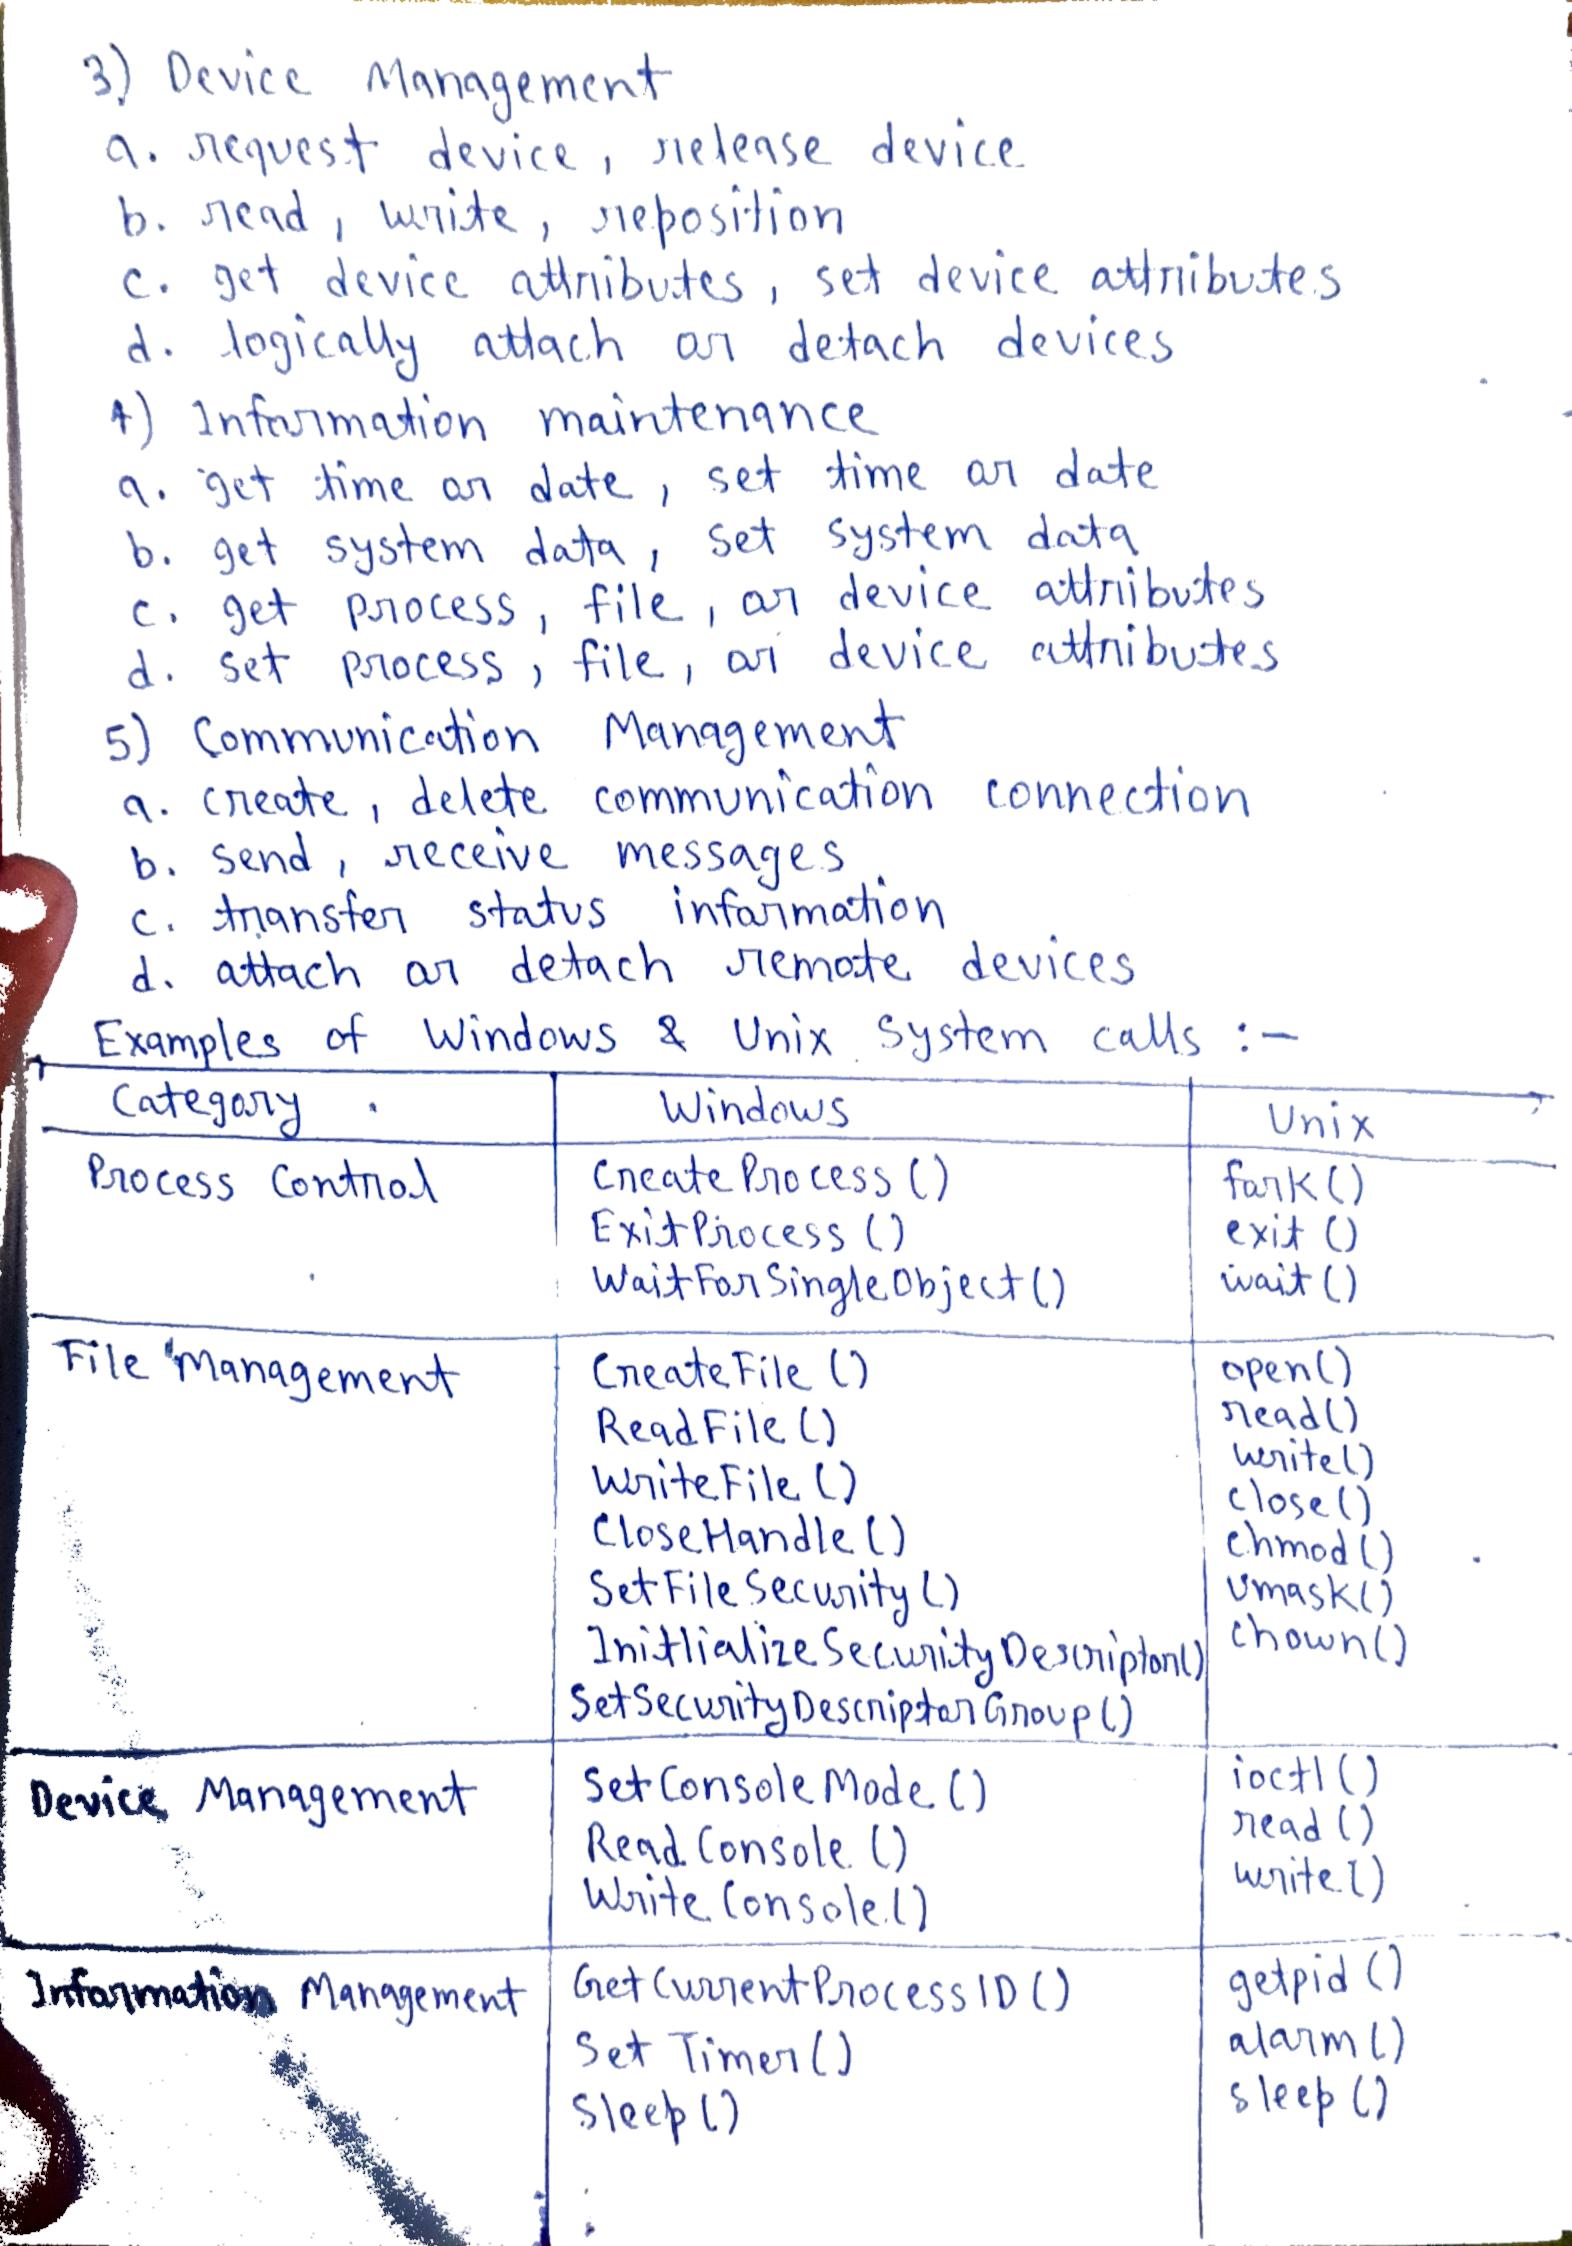 3) Device Management
a. request device, release device
b. read, write, reposition
c. get device attributes, set device attributes
d. logically attach or detach devices
4) Information maintenance
a. get time or date, set time or date
b. get system data, set system data
c. get process, file, or device attributes
d. set process, file, or device attributes
5) Communication Management
a. create, delete communication connection
b. send, receive messages
c. transfer status information
d. attach or detach remote devices
Examples of Windows & Unix System calls :-
Category Windows Unix
Process Control CreateProcess() fork()
ExitProcess() exit()
WaitForSingleObject() wait()
File Management CreateFile() open()
ReadFile() read()
WriteFile() write()
CloseHandle() close()
SetFileSecurity() chmod()
InitlializeSecurityDescriptor() umask()
SetSecurityDescriptorGroup() chown()
Device Management SetConsoleMode() ioctl()
ReadConsole() read()
WriteConsole() write()
Information Management GetCurrentProcessID() getpid()
Set Timer() alarm()
Sleep() sleep()